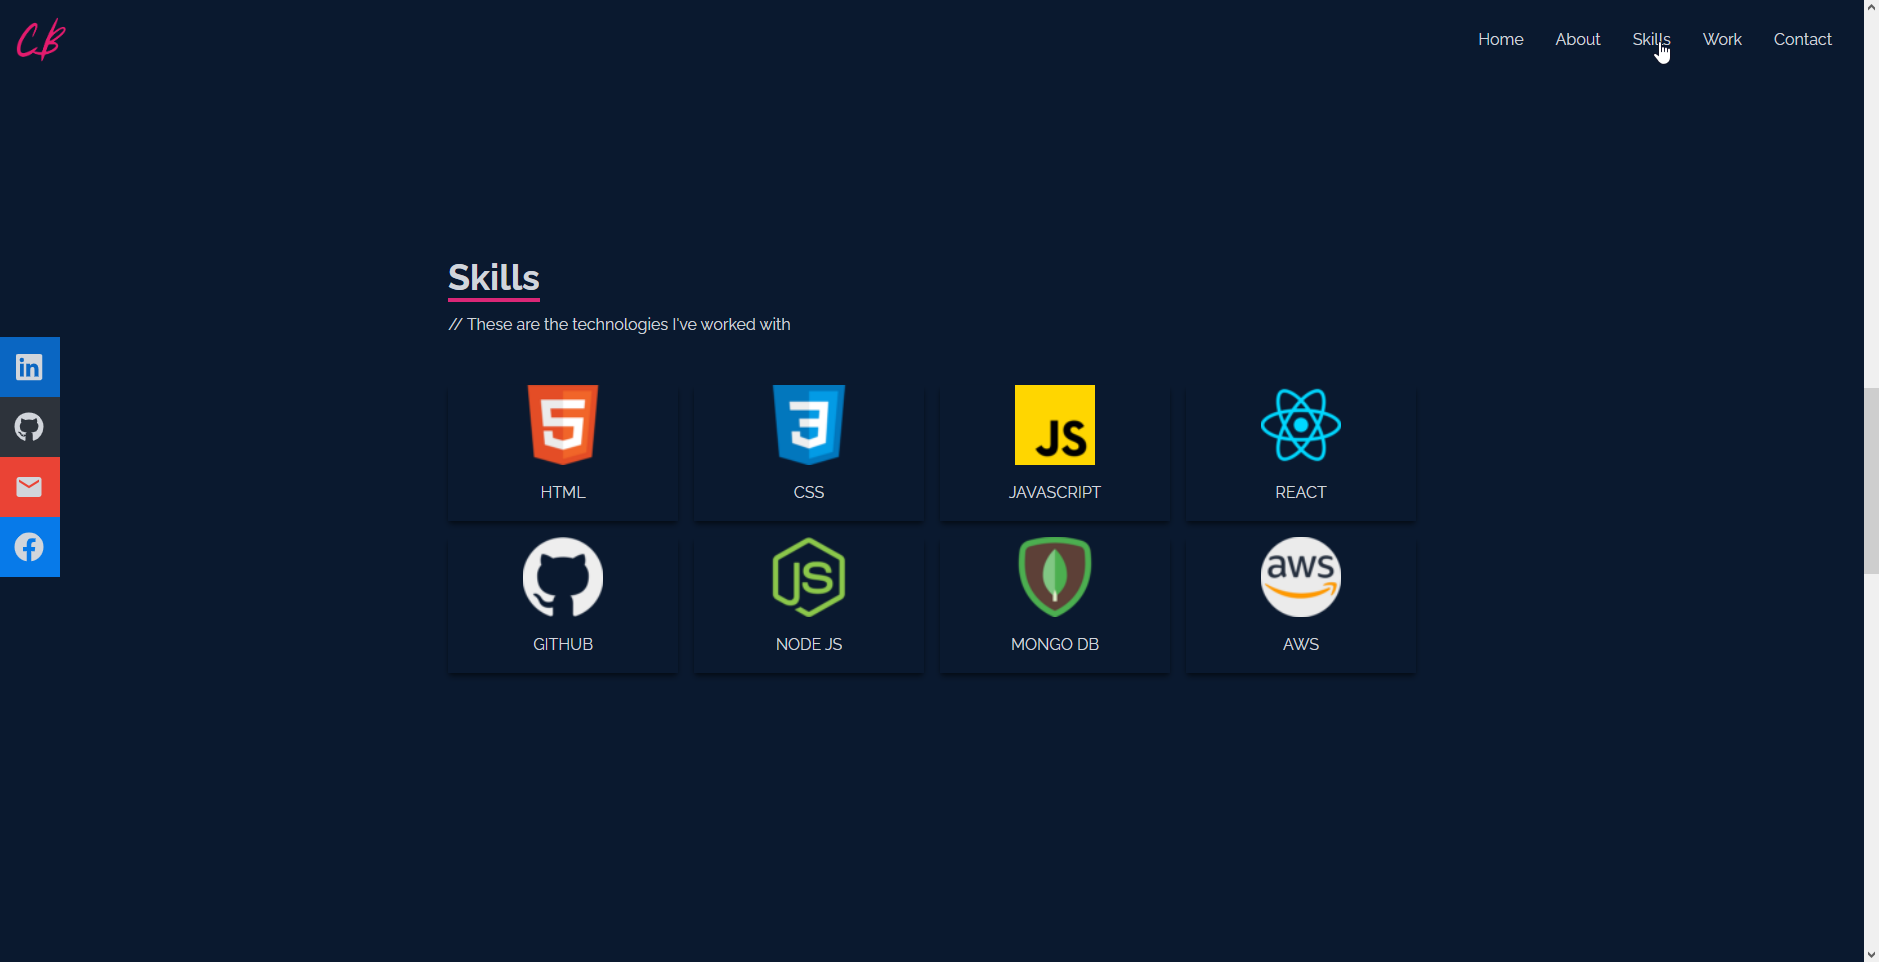 CB
Home About Skills Work Contact
Skills
// These are the technologies I've worked with
in
5
3
JS
HTML
CSS
JAVASCRIPT
REACT
JS
aws
GITHUB
NODE JS
MONGO DB
AWS